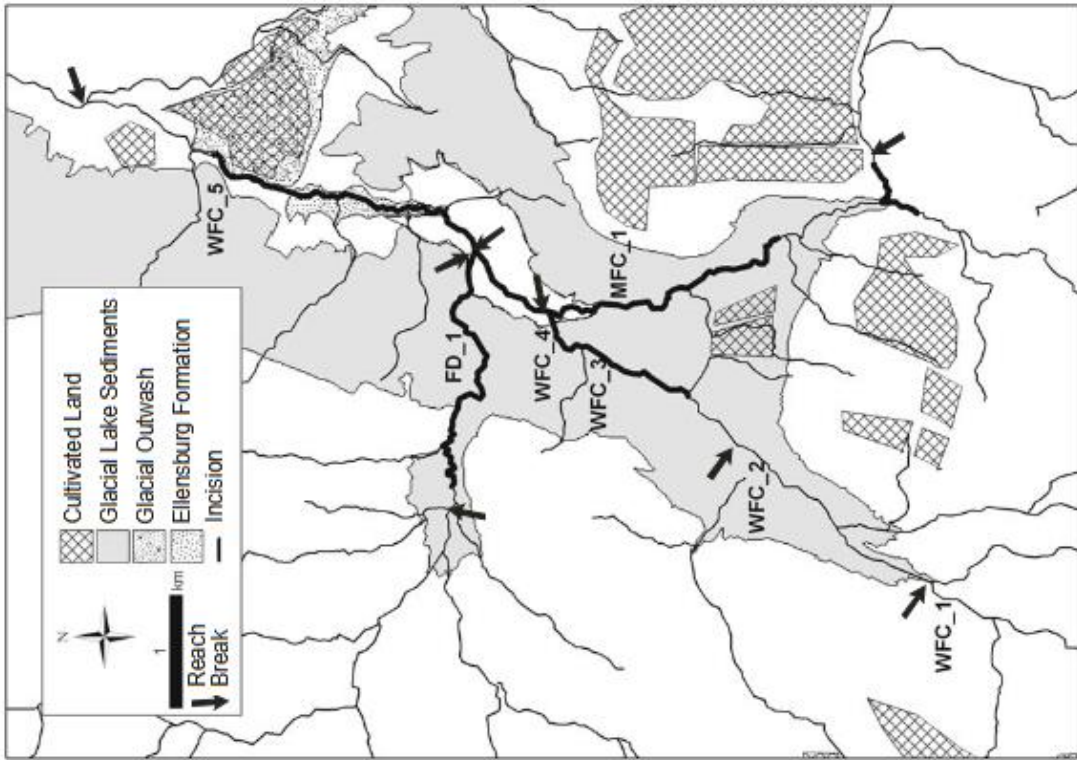 N
1
km
Reach
Break
Cultivated Land
Glacial Lake Sediments
Glacial Outwash
Ellensburg Formation
Incision
WFC_5
FD_1
WFC_4
MFC_1
WFC_3
WFC_2
WFC_1